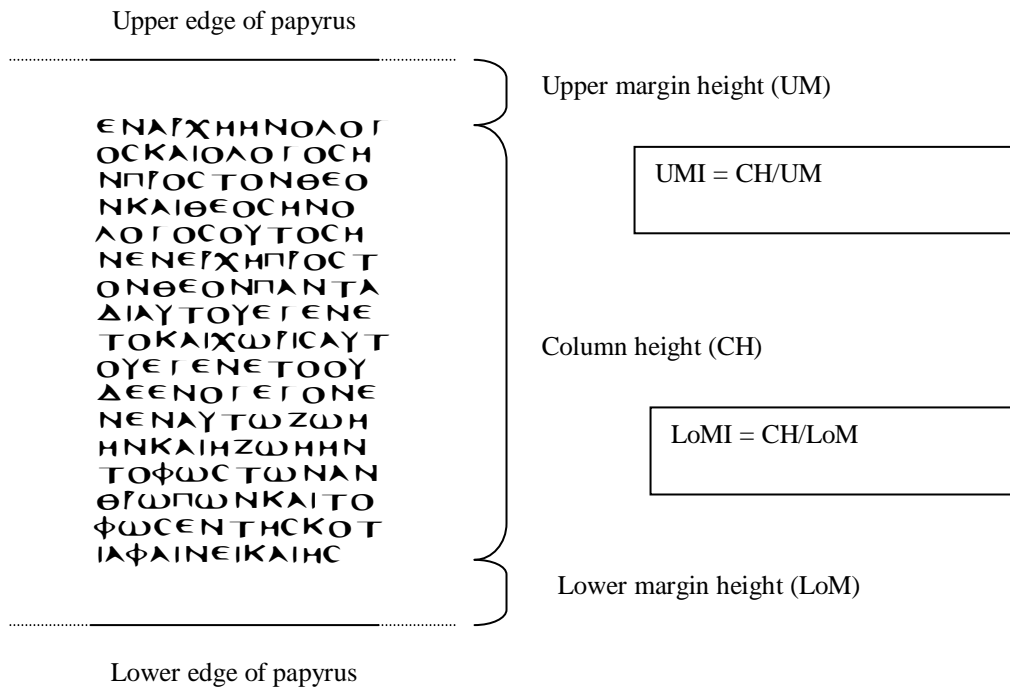 Upper edge of papyrus
Upper margin height (UM)
ΕΝΑΡΧΗΗΝΟΛΟΓ
ΟϹΚΑΙΟΛΟΓΟϹΗ
ΝΠΡΟϹΤΟΝΘΕΟ
ΝΚΑΙΘΕΟϹΗΝΟ
ΛΟΓΟϹΟΥΤΟϹΗ
ΝΕΝΕΡΧΗΠΡΟϹΤ
ΟΝΘΕΟΝΠΑΝΤΑ
ΔΙΑΥΤΟΥΕΓΕΝΕ
ΤΟΚΑΙΧΩΡΙϹΑΥΤ
ΟΥΕΓΕΝΕΤΟΟΥ
ΔΕΕΝΟΓΕΓΟΝΕ
ΝΕΝΑΥΤΩΖΩΗ
ΗΝΚΑΙΗΖΩΗΗΝ
ΤΟΦΩϹΤΩΝΑΝ
ΘΡΩΠΩΝΚΑΙΤΟ
ΦΩϹΕΝΤΗϹΚΟΤ
ΙΑΦΑΙΝΕΙΚΑΙΗϹ
UMI = CH/UM
Column height (CH)
LoMI = CH/LoM
Lower margin height (LoM)
Lower edge of papyrus